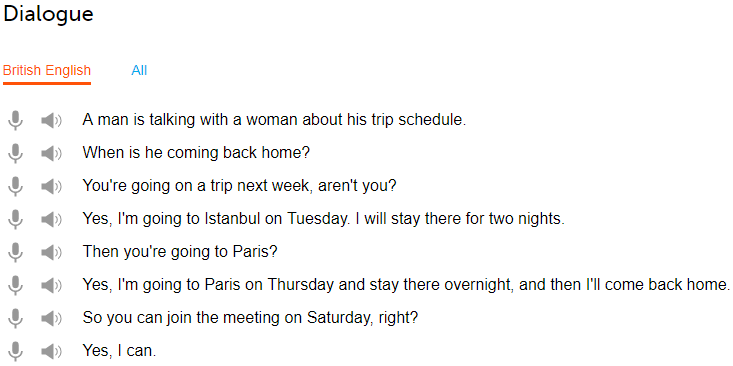 Dialogue
British English All
A man is talking with a woman about his trip schedule.
When is he coming back home?
You're going on a trip next week, aren't you?
Yes, I'm going to Istanbul on Tuesday. I will stay there for two nights.
Then you're going to Paris?
Yes, I'm going to Paris on Thursday and stay there overnight, and then I'll come back home.
So you can join the meeting on Saturday, right?
Yes, I can.